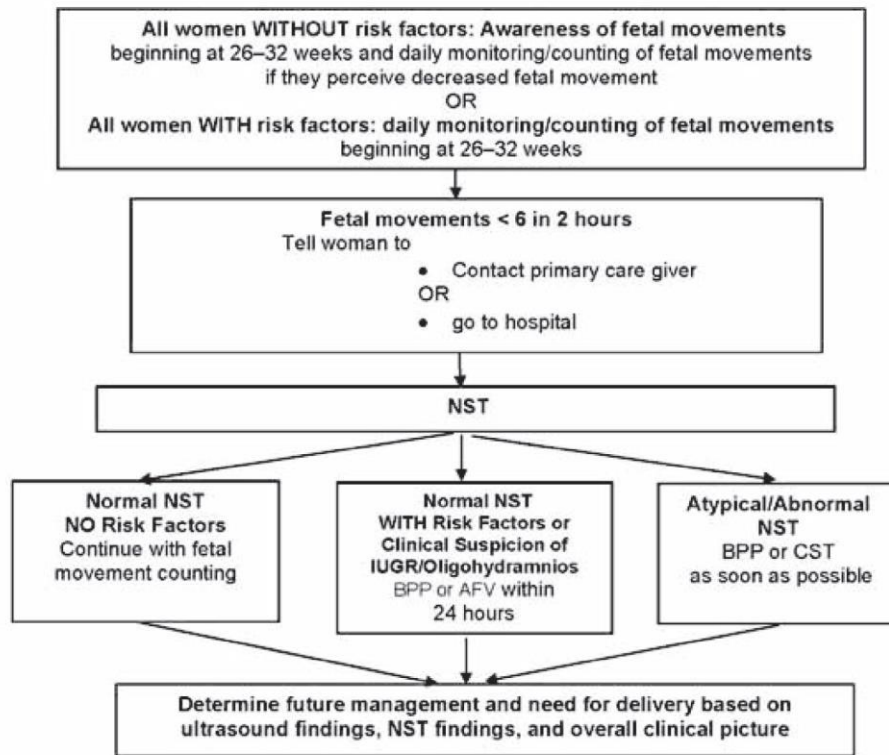 All women WITHOUT risk factors: Awareness of fetal movements
beginning at 26–32 weeks and daily monitoring/counting of fetal movements
if they perceive decreased fetal movement
OR
All women WITH risk factors: daily monitoring/counting of fetal movements
beginning at 26–32 weeks
Fetal movements < 6 in 2 hours
Tell woman to
● Contact primary care giver
OR
● go to hospital
NST
Normal NST
NO Risk Factors
Continue with fetal
movement counting
Normal NST
WITH Risk Factors or
Clinical Suspicion of
IUGR/Oligohydramnios
BPP or AFV within
24 hours
Atypical/Abnormal
NST
BPP or CST
as soon as possible
Determine future management and need for delivery based on
ultrasound findings, NST findings, and overall clinical picture